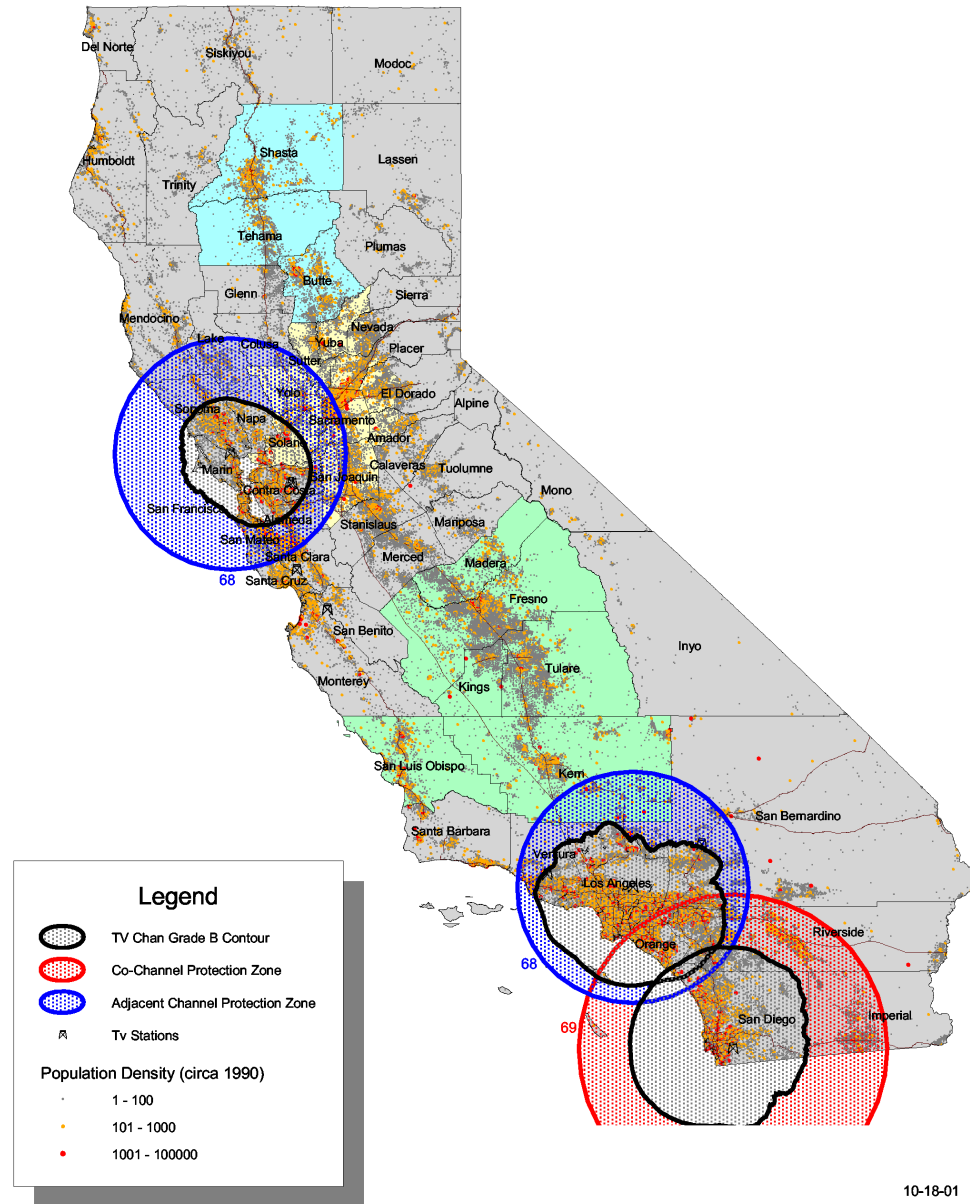 Del Norte
Siskiyou
Modoc
Shasta
Lassen
Humboldt
Trinity
Tehama
Plumas
Butte
Glenn
Sierra
Mendocino
Nevada
Lake
Colusa
Yuba
Placer
Sutter
Yolo
El Dorado
Alpine
Sonoma
Napa
Sacramento
Solano
Amador
Marin
Calaveras
Tuolumne
San Joaquin
Contra Costa
Mono
San Francisco
Alameda
Stanislaus
Mariposa
San Mateo
Santa Clara
Merced
Madera
68
Santa Cruz
Fresno
San Benito
Inyo
Tulare
Monterey
Kings
San Luis Obispo
Kern
San Bernardino
Santa Barbara
Ventura
Los Angeles
Riverside
Orange
68
Imperial
San Diego
69
Legend
TV Chan Grade B Contour
Co-Channel Protection Zone
Adjacent Channel Protection Zone
Tv Stations
Population Density (circa 1990)
1 - 100
101 - 1000
1001 - 100000
10-18-01